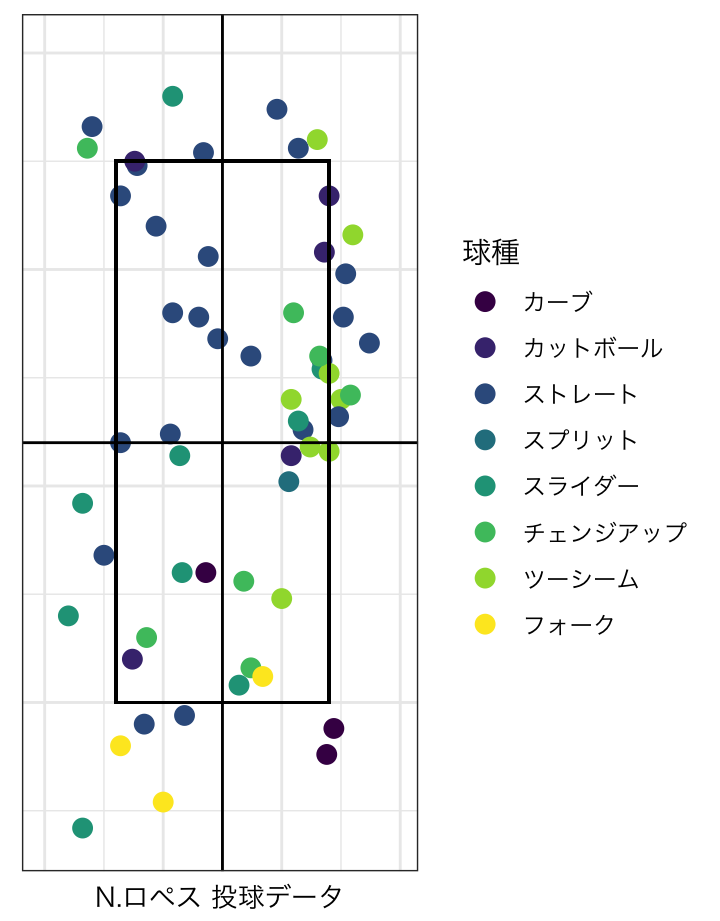 球種
カーブ
カットボール
ストレート
スプリット
スライダー
チェンジアップ
ツーシーム
フォーク
N.ロペス 投球データ